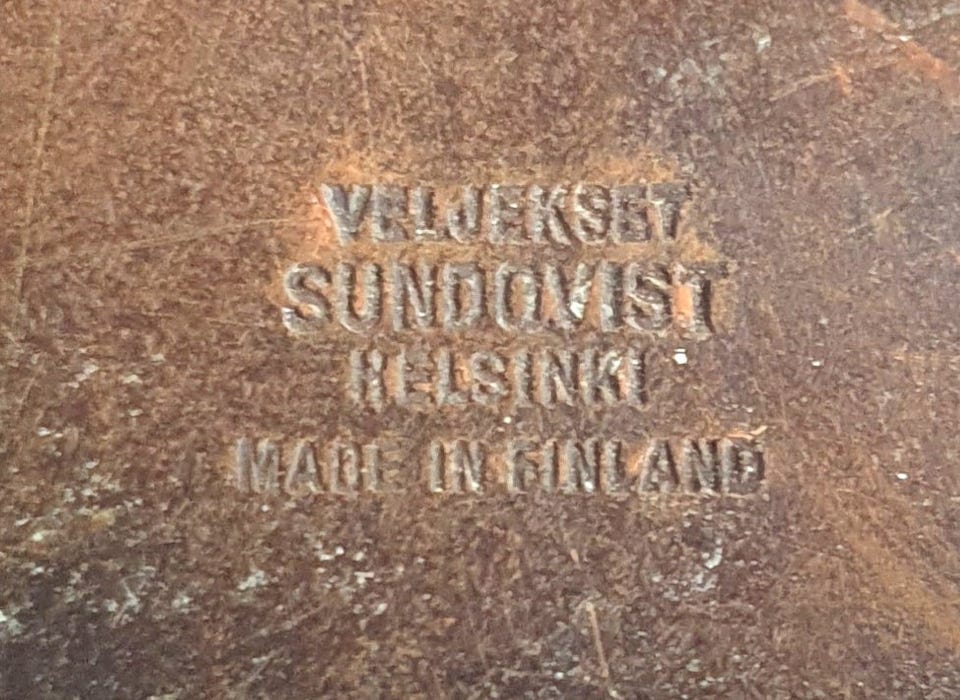 VELJEKSET
SUNDQVIST
HELSINKI
MADE IN FINLAND